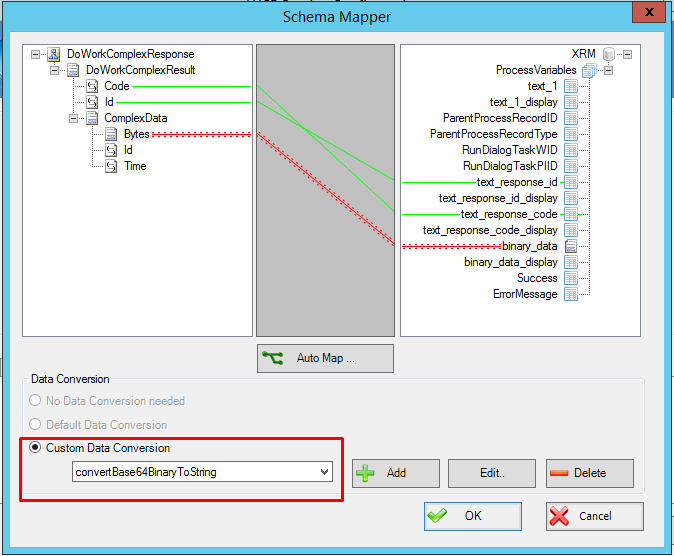 Schema Mapper
x
DoWorkComplexResponse
DoWorkComplexResult
Code
Id
ComplexData
Bytes
Id
Time
XRM
ProcessVariables
text_1
text_1_display
ParentProcessRecordID
ParentProcessRecordType
RunDialogTaskWID
RunDialogTaskPIID
text_response_id
text_response_id_display
text_response_code
text_response_code_display
binary_data
binary_data_display
Success
ErrorMessage
Auto Map ...
Data Conversion
No Data Conversion needed
Default Data Conversion
Custom Data Conversion
convertBase64BinaryToString
Add
Edit..
Delete
OK
Cancel